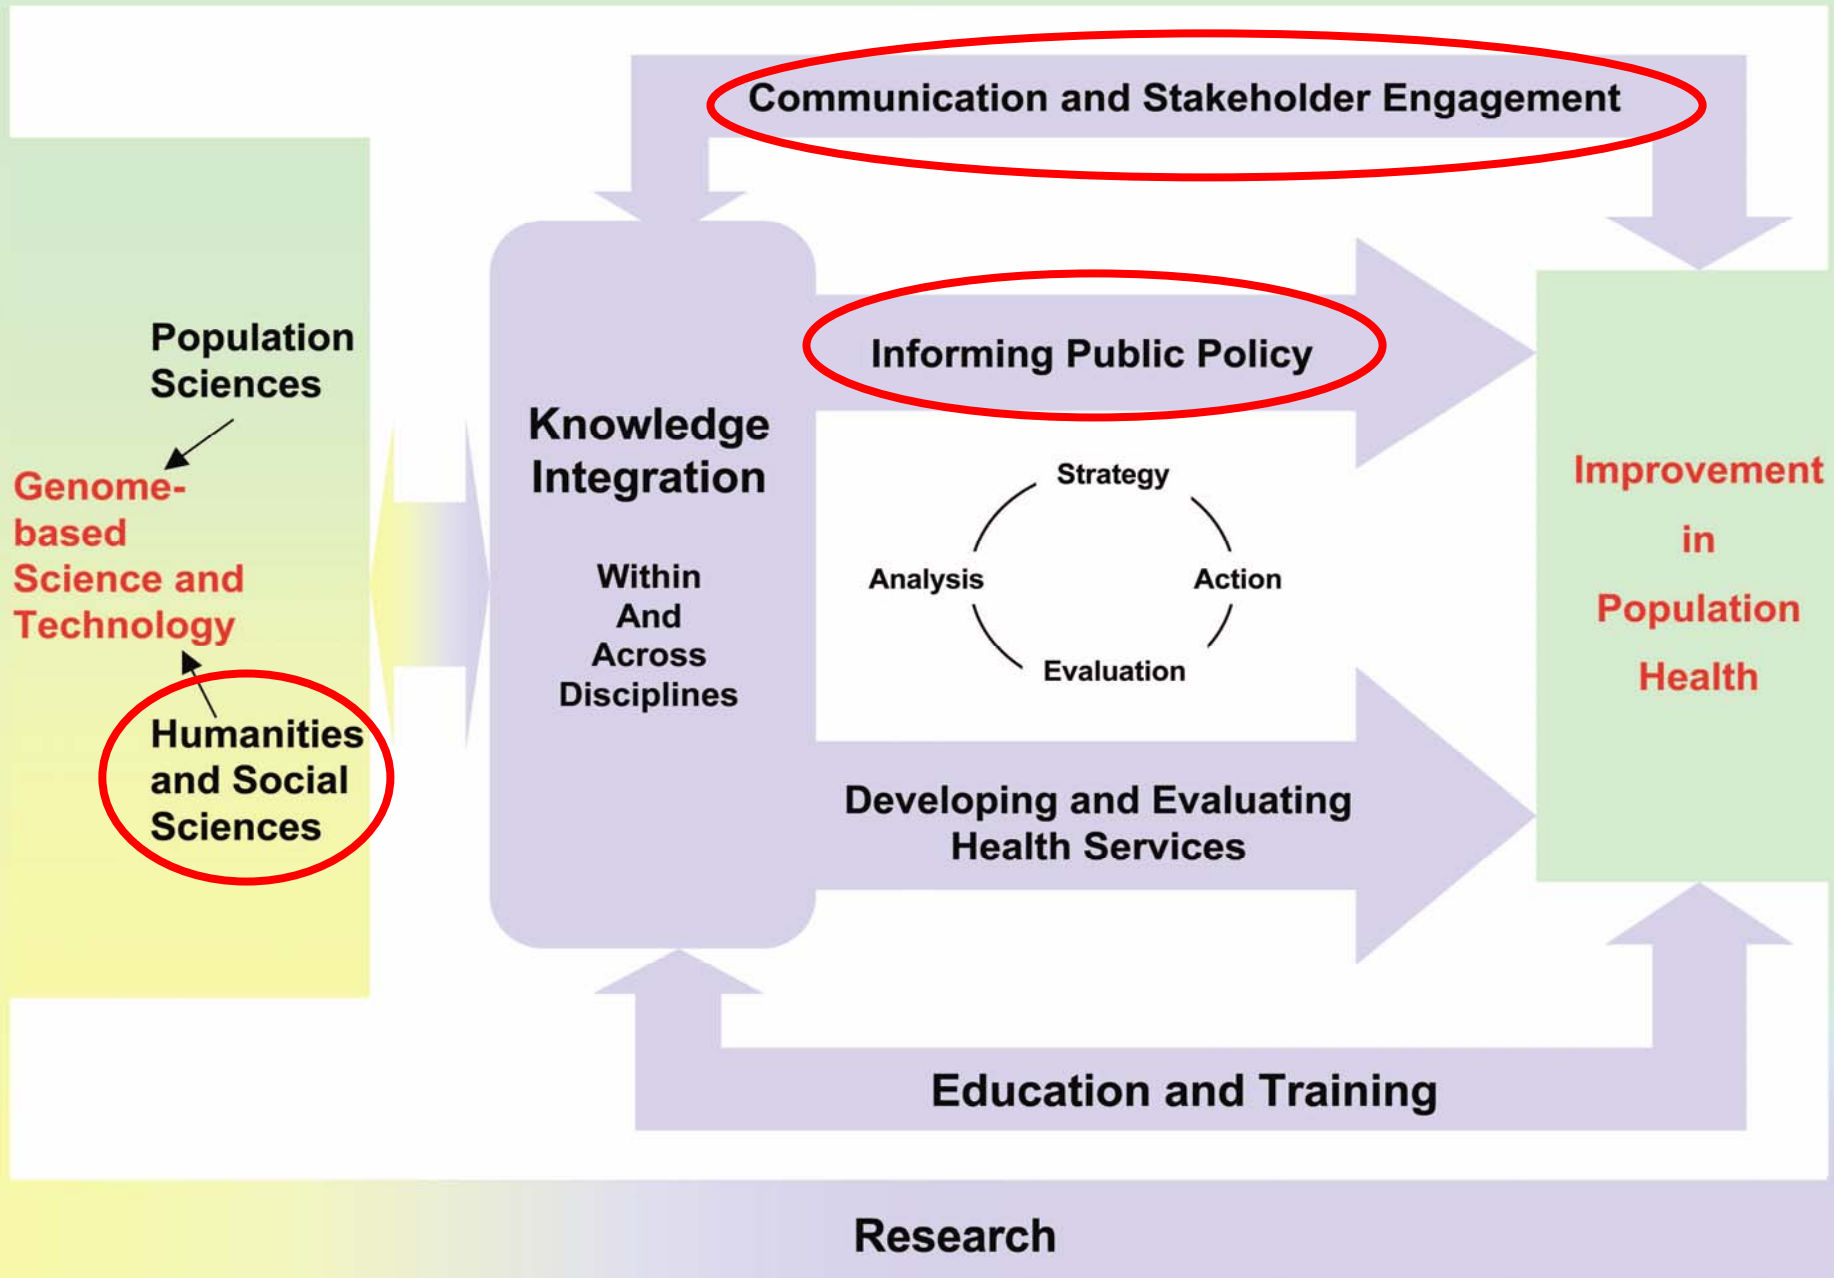 Communication and Stakeholder Engagement
Population
Sciences
Genome-
based
Science and
Technology
Humanities
and Social
Sciences
Knowledge
Integration
Within
And
Across
Disciplines
Informing Public Policy
Strategy
Analysis
Action
Evaluation
Developing and Evaluating
Health Services
Improvement
in
Population
Health
Education and Training
Research